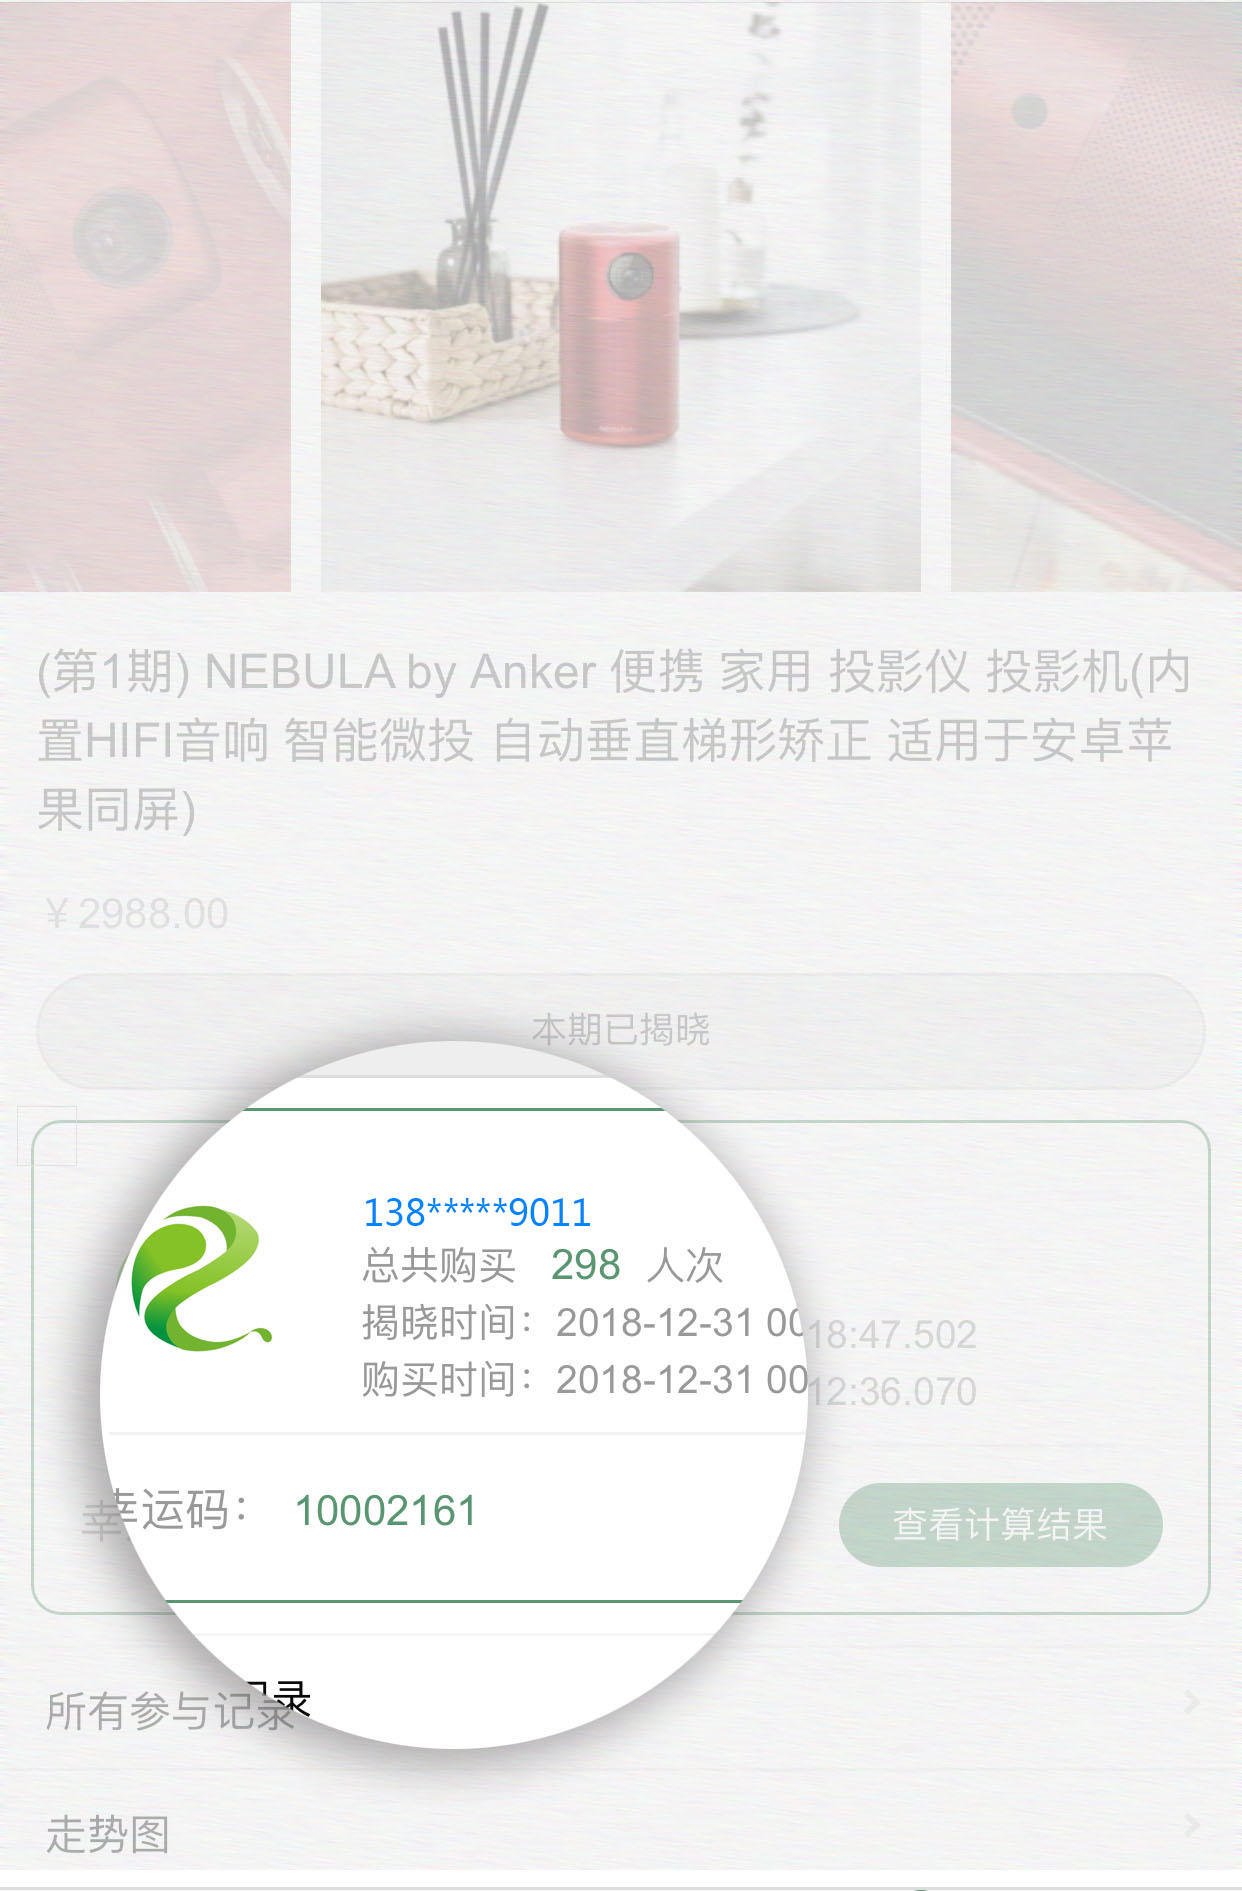 (第1期) NEBULA by Anker 便携 家用 投影仪 投影机(内
置HIFI音响 智能微投 自动垂直梯形矫正 适用于安卓苹
果同屏)
¥ 2988.00
本期已揭晓
138*****9011
总共购买 298 人次
揭晓时间：2018-12-31 00:18:47.502
购买时间：2018-12-31 00:12:36.070
幸运码：10002161
查看计算结果
所有参与记录
走势图